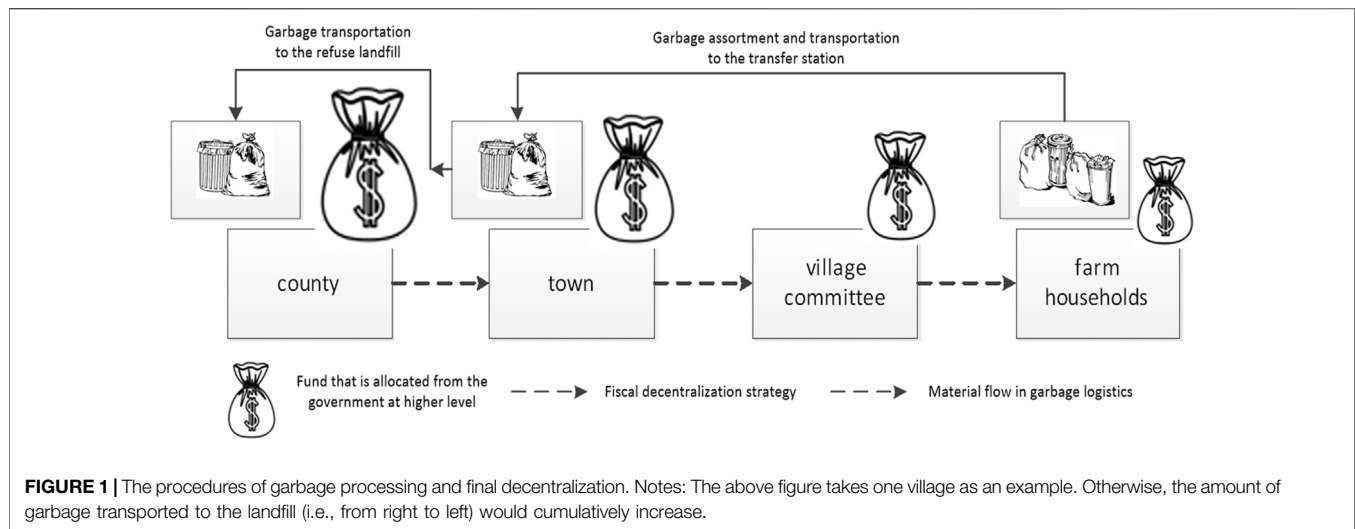 Garbage transportation
to the refuse landfill
Garbage assortment and transportation
to the transfer station
$
$
$
$
county
town
village
committee
farm
households
$
Fund that is allocated from the
government at higher level
Fiscal decentralization strategy
Material flow in garbage logistics
FIGURE 1 | The procedures of garbage processing and final decentralization. Notes: The above figure takes one village as an example. Otherwise, the amount of
garbage transported to the landfill (i.e., from right to left) would cumulatively increase.